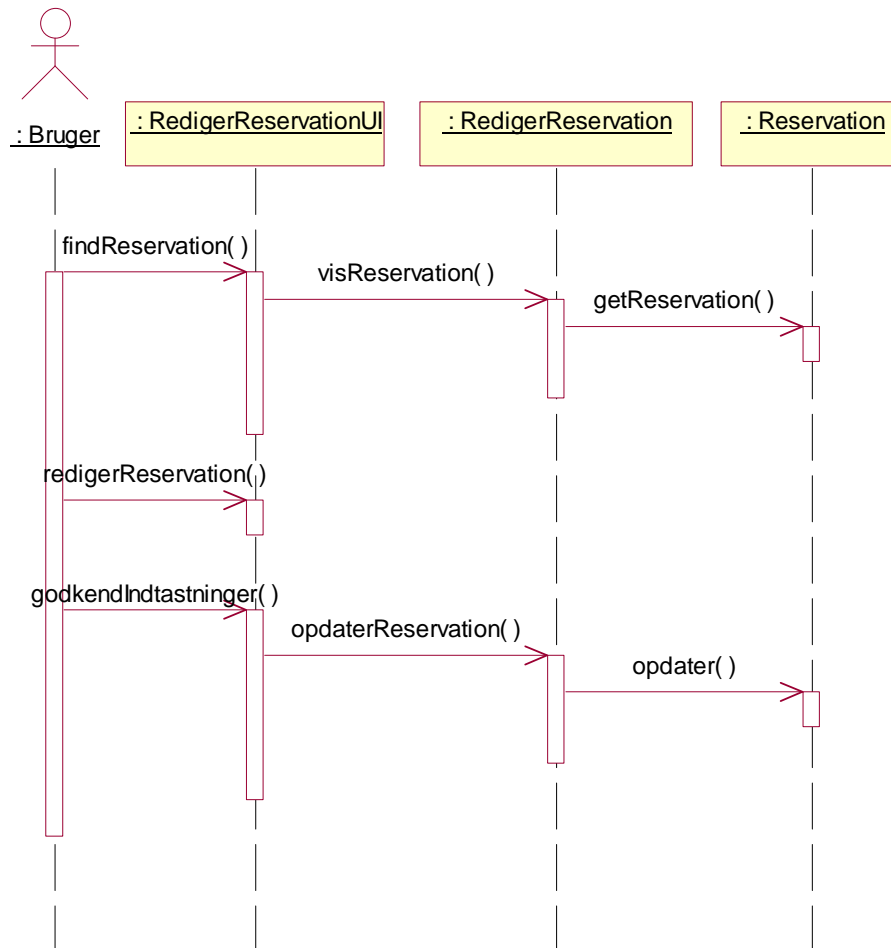 : Bruger
: RedigerReservationUI
: RedigerReservation
: Reservation
findReservation( )
visReservation( )
getReservation( )
redigerReservation( )
godkendIndtastninger( )
opdaterReservation( )
opdater( )